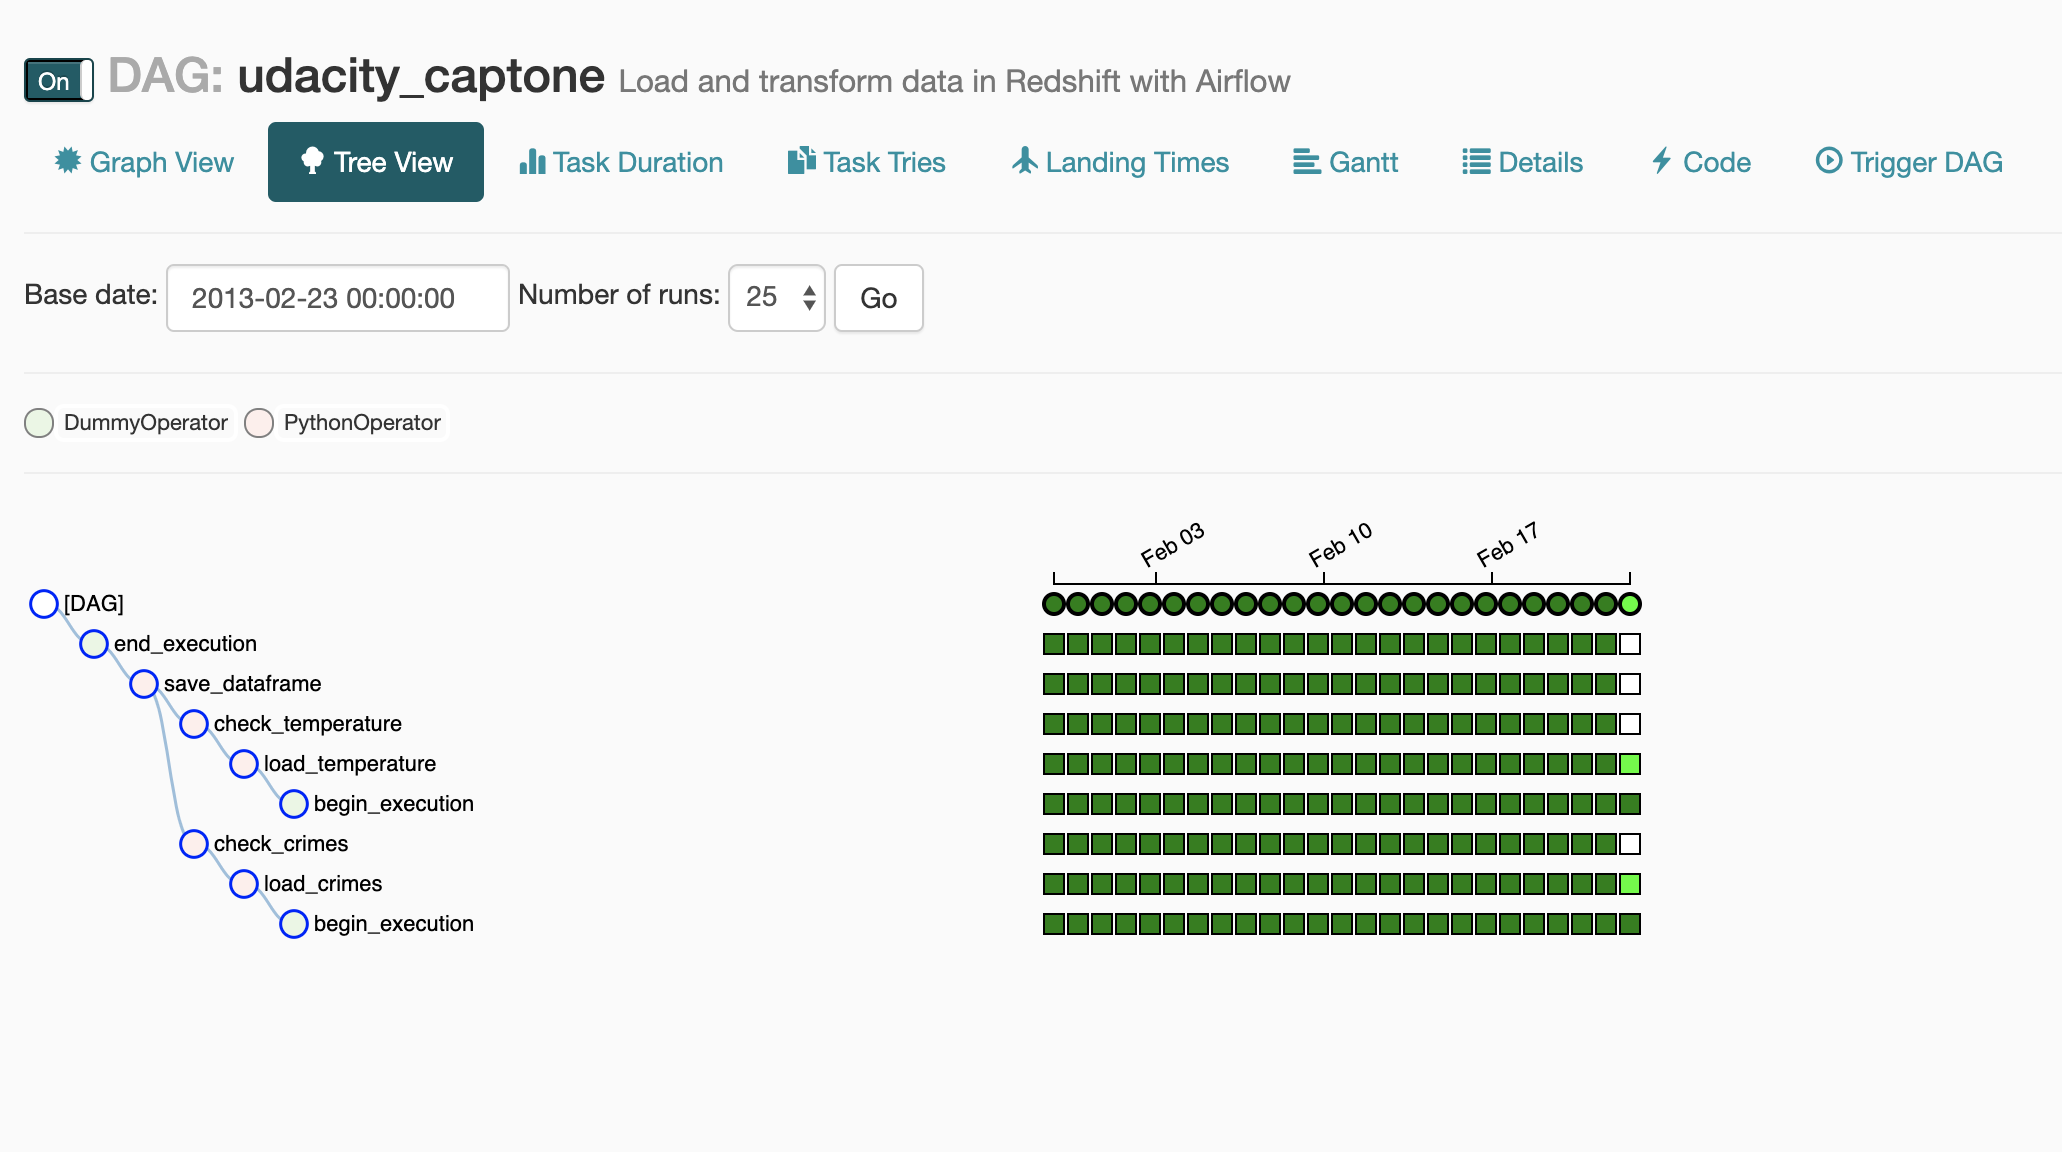 On DAG: udacity_captone Load and transform data in Redshift with Airflow
Graph View Tree View Task Duration Task Tries Landing Times Gantt Details Code Trigger DAG
Base date: 2013-02-23 00:00:00 Number of runs: 25 Go
DummyOperator PythonOperator
Feb 03 Feb 10 Feb 17
[DAG]
end_execution
save_dataframe
check_temperature
load_temperature
begin_execution
check_crimes
load_crimes
begin_execution